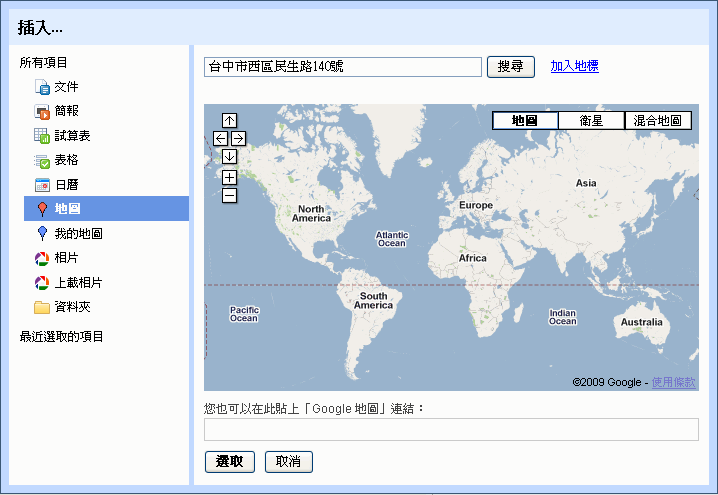 插入...
所有項目
文件
簡報
試算表
表格
日曆
地圖
我的地圖
相片
上載相片
資料夾
最近選取的項目
台中市西區民生路140號
搜尋
加入地標
地圖
衛星
混合地圖
North
America
Atlantic
Ocean
Europe
Asia
Africa
Pacific
Ocean
South
America
Indian
Ocean
Australia
©2009 Google - 使用條款
您也可以在此貼上「Google 地圖」連結：
選取
取消